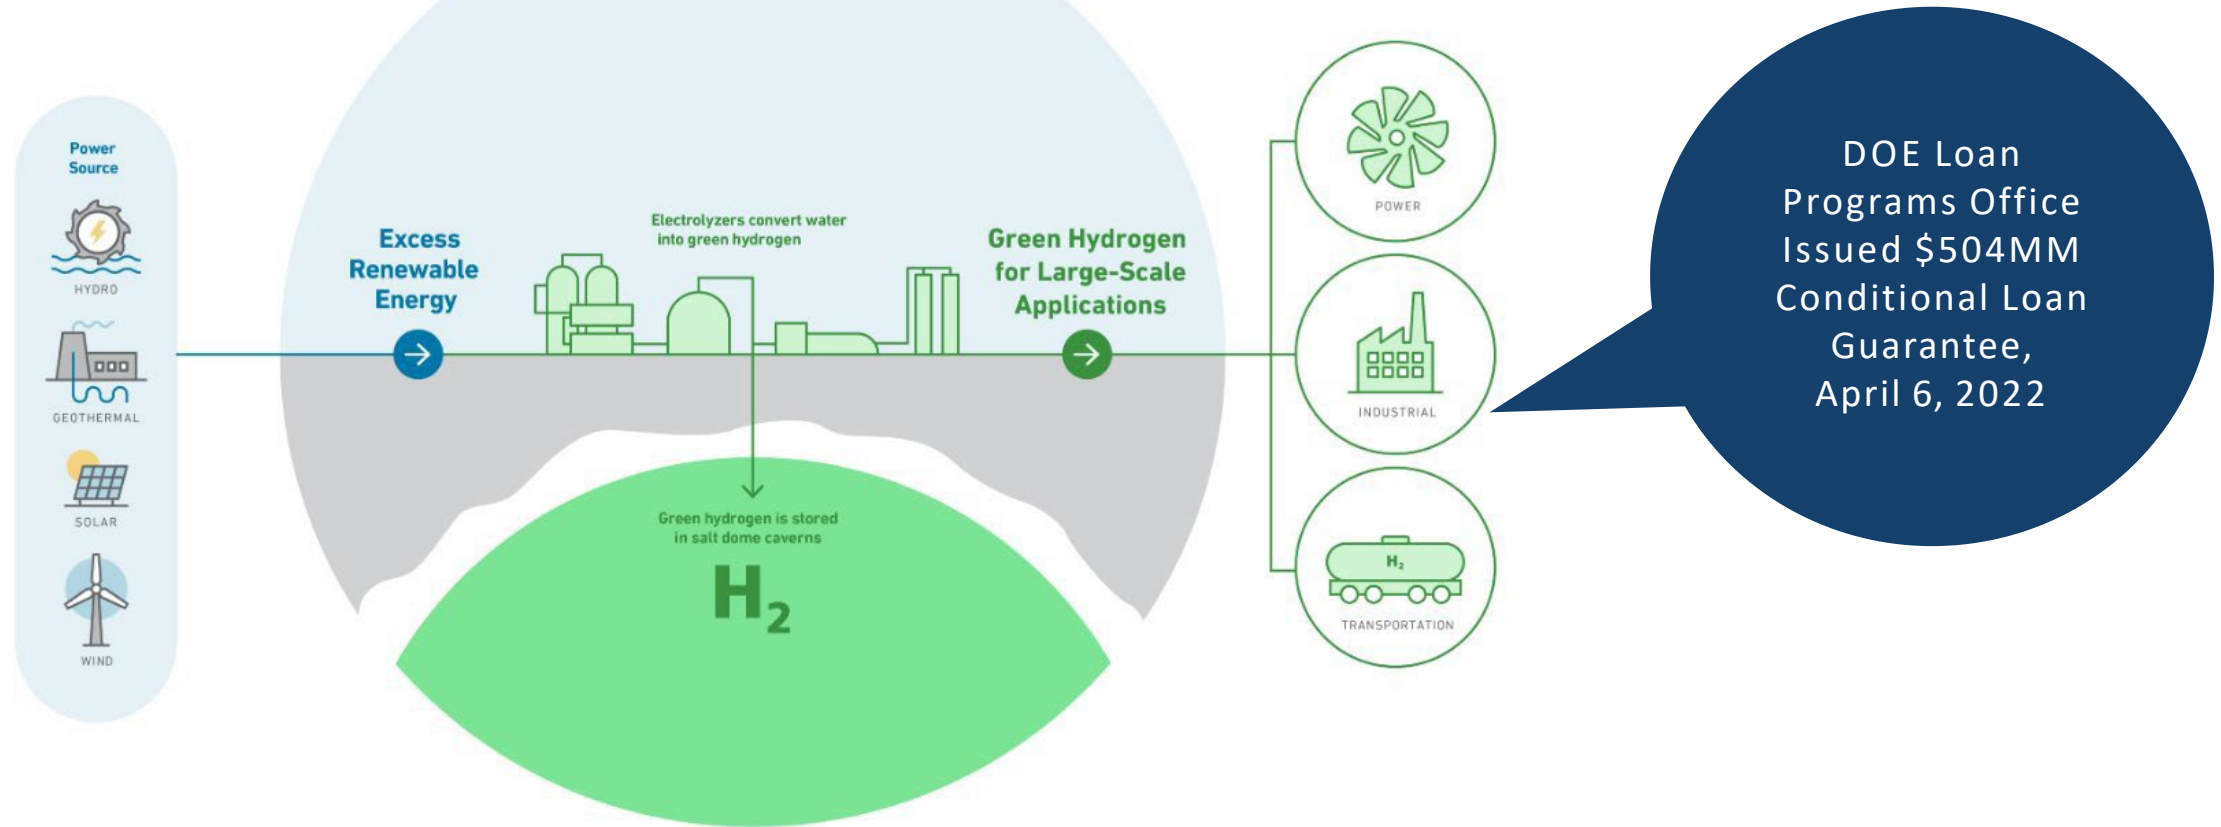 Power
Source
HYDRO
GEOTHERMAL
SOLAR
WIND
Excess
Renewable
Energy
Electrolyzers convert water
into green hydrogen
Green hydrogen is stored
in salt dome caverns
H₂
Green Hydrogen
for Large-Scale
Applications
POWER
INDUSTRIAL
H₂
TRANSPORTATION
DOE Loan
Programs Office
Issued $504MM
Conditional Loan
Guarantee,
April 6, 2022